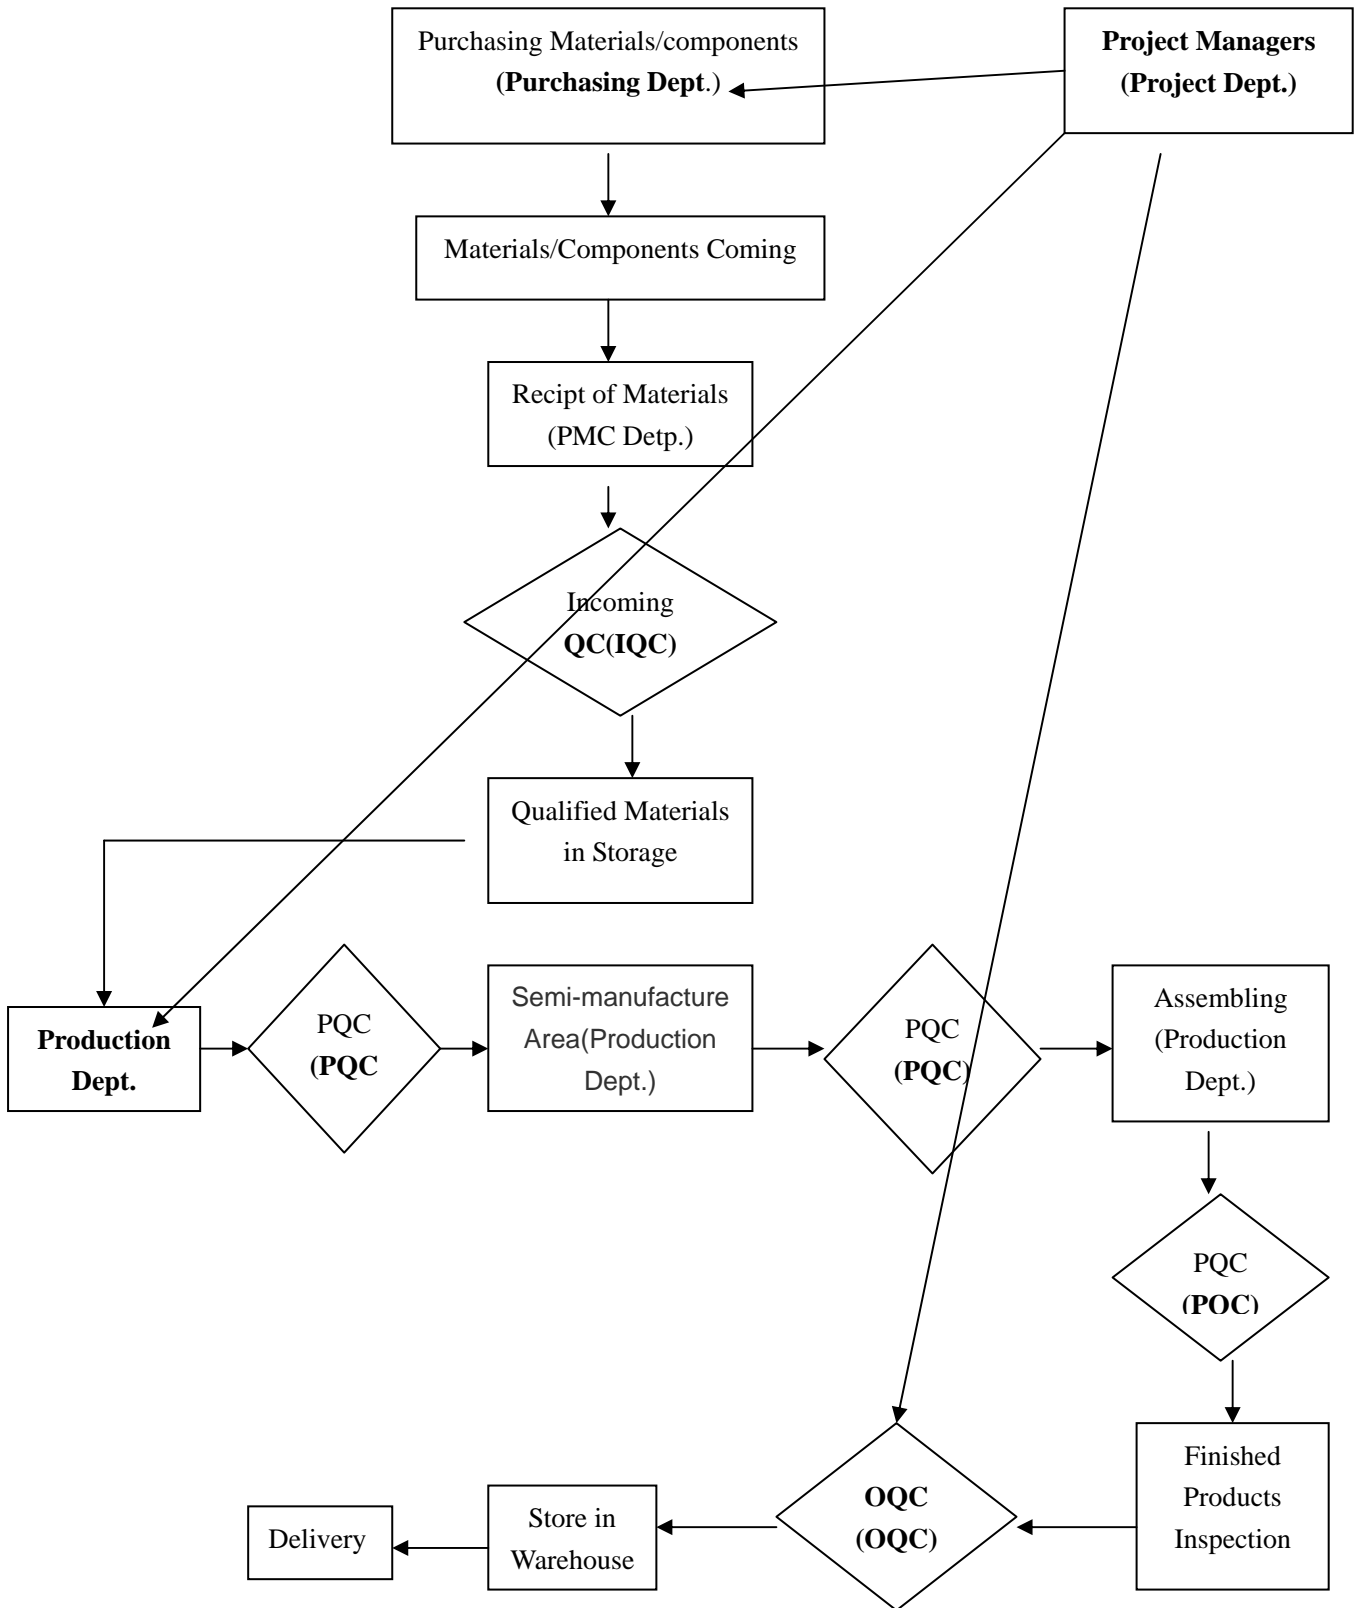 Purchasing Materials/components
(Purchasing Dept.)
Project Managers
(Project Dept.)
Materials/Components Coming
Recipt of Materials
(PMC Detp.)
Incoming
QC(IQC)
Qualified Materials
in Storage
Production
Dept.
PQC
(PQC
Semi-manufacture
Area(Production
Dept.)
PQC
(PQC)
Assembling
(Production
Dept.)
PQC
(PQC)
Finished
Products
Inspection
OQC
(OQC)
Store in
Warehouse
Delivery